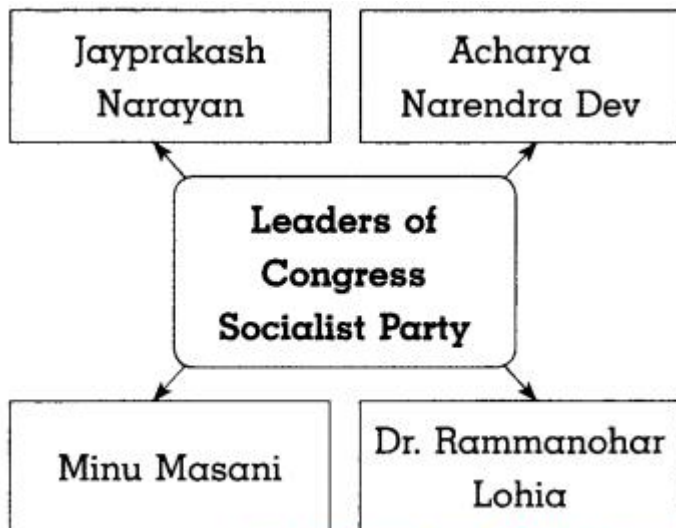 Jayprakash
Narayan
Acharya
Narendra Dev
Leaders of
Congress
Socialist Party
Minu Masani
Dr. Rammanohar
Lohia